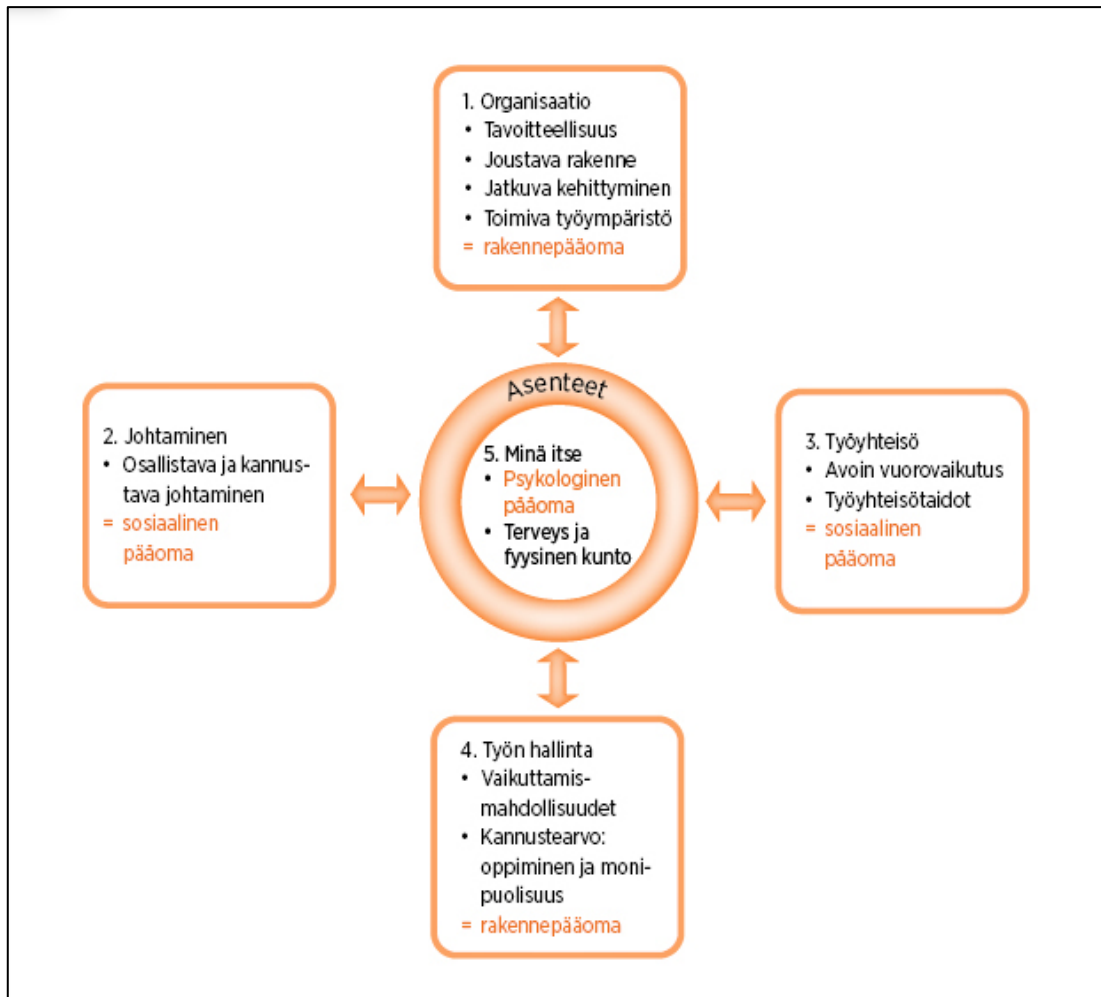 1. Organisaatio
• Tavoitteellisuus
• Joustava rakenne
• Jatkuva kehittyminen
• Toimiva työympäristö
= rakennepääoma
Asenteet
2. Johtaminen
• Osallistava ja kannus-
tava johtaminen
= sosiaalinen
pääoma
5. Minä itse
• Psykologinen
pääoma
• Terveys ja
fyysinen kunto
3. Työyhteisö
• Avoin vuorovaikutus
• Työyhteisötaidot
= sosiaalinen
pääoma
4. Työn hallinta
• Vaikuttamis-
mahdollisuudet
• Kannustearvo:
oppiminen ja moni-
puolisuus
= rakennepääoma